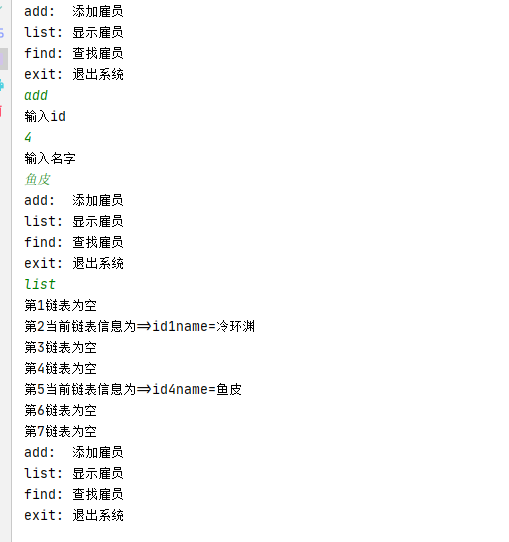 add:  添加雇员
list: 显示雇员
find: 查找雇员
exit: 退出系统
add
输入id
4
输入名字
鱼皮
add:  添加雇员
list: 显示雇员
find: 查找雇员
exit: 退出系统
list
第1链表为空
第2当前链表信息为=>id1name=冷环渊
第3链表为空
第4链表为空
第5当前链表信息为=>id4name=鱼皮
第6链表为空
第7链表为空
add:  添加雇员
list: 显示雇员
find: 查找雇员
exit: 退出系统